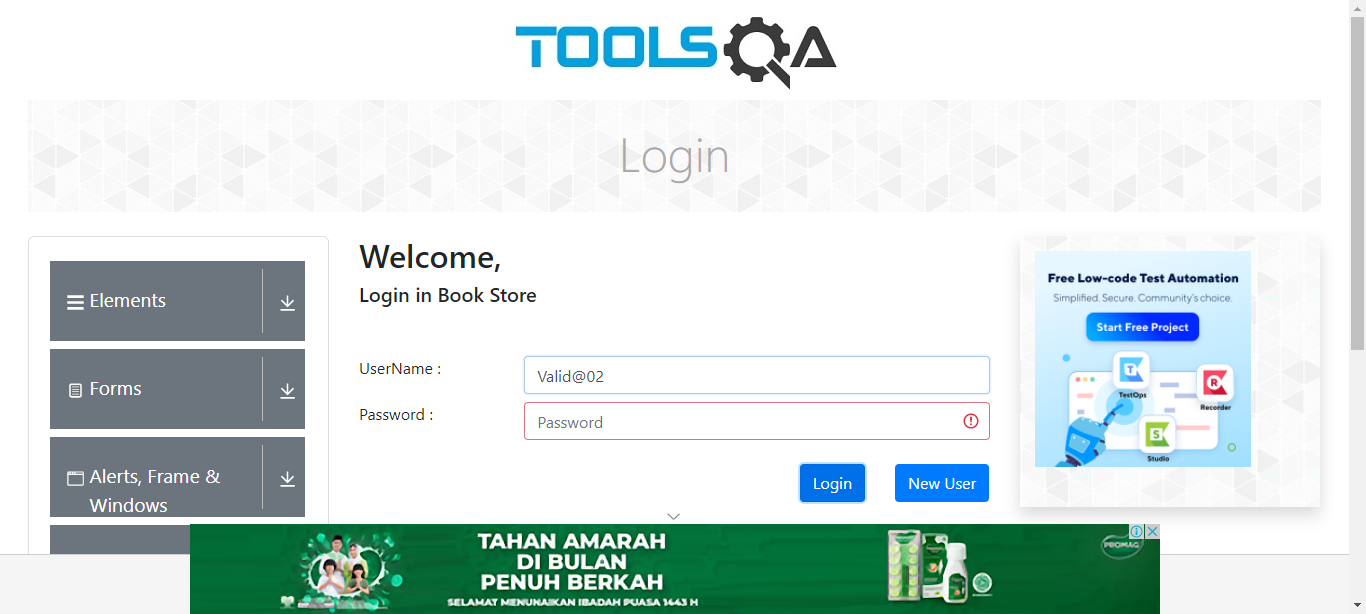 TOOLSQA
Login
Elements
Forms
Alerts, Frame &
Windows
Welcome,
Login in Book Store
UserName :
Valid@02
Password :
Password
Login
New User
Free Low-code Test Automation
Simplified. Secure. Community's choice.
Start Free Project
TestOps
Recorder
Studio
TAHAN AMARAH
DI BULAN
PENUH BERKAH
SELAMAT MENUNAIKAN IBADAH PUASA 1443 H
PROMAG